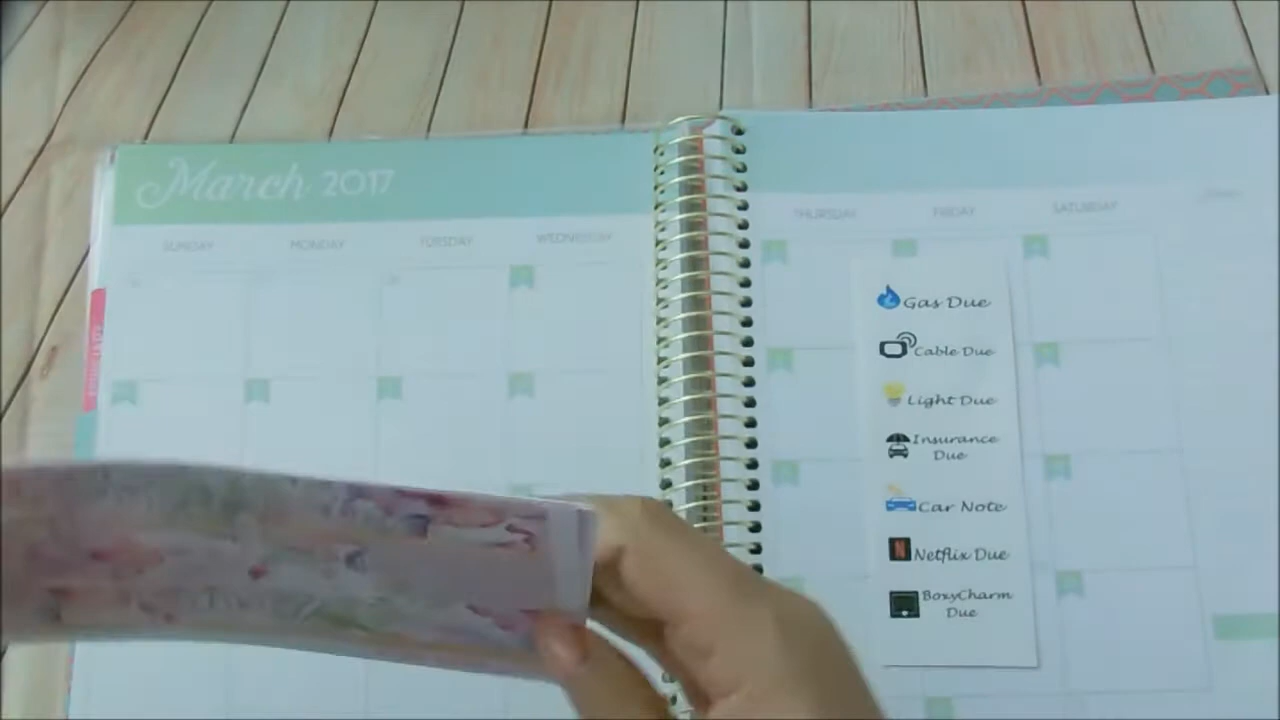 March 2017
SUNDAY MONDAY TUESDAY WEDNESDAY THURSDAY FRIDAY SATURDAY
Gas Due
Cable Due
Light Due
Insurance
Due
Car Note
N
Netflix Due
BoxyCharm
Due